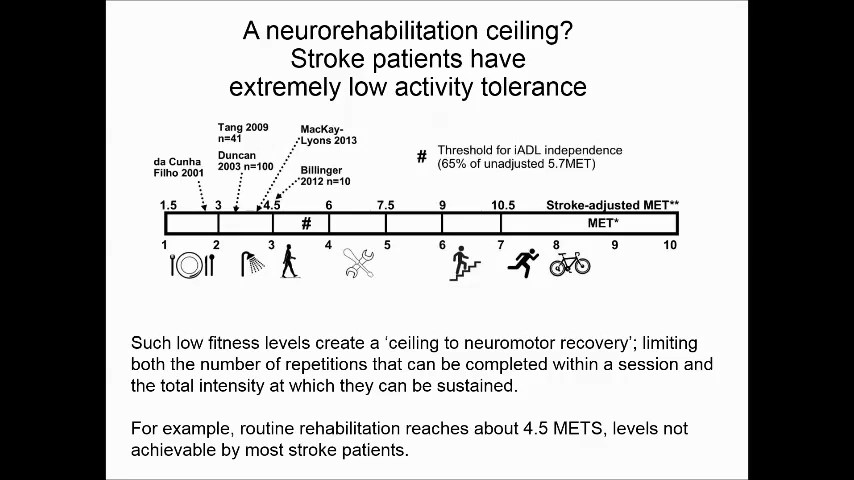 A neurorehabilitation ceiling?
Stroke patients have
extremely low activity tolerance
Tang 2009
n=41
MacKay-
Lyons 2013
da Cunha
Filho 2001
Duncan
2003 n=100
Billinger
2012 n=10
# Threshold for iADL independence
(65% of unadjusted 5.7MET)
1.5 3 4.5 6 7.5 9 10.5 Stroke-adjusted MET**
# MET*
1 2 3 4 5 6 7 8 9 10
Such low fitness levels create a ‘ceiling to neuromotor recovery’; limiting
both the number of repetitions that can be completed within a session and
the total intensity at which they can be sustained.
For example, routine rehabilitation reaches about 4.5 METS, levels not
achievable by most stroke patients.